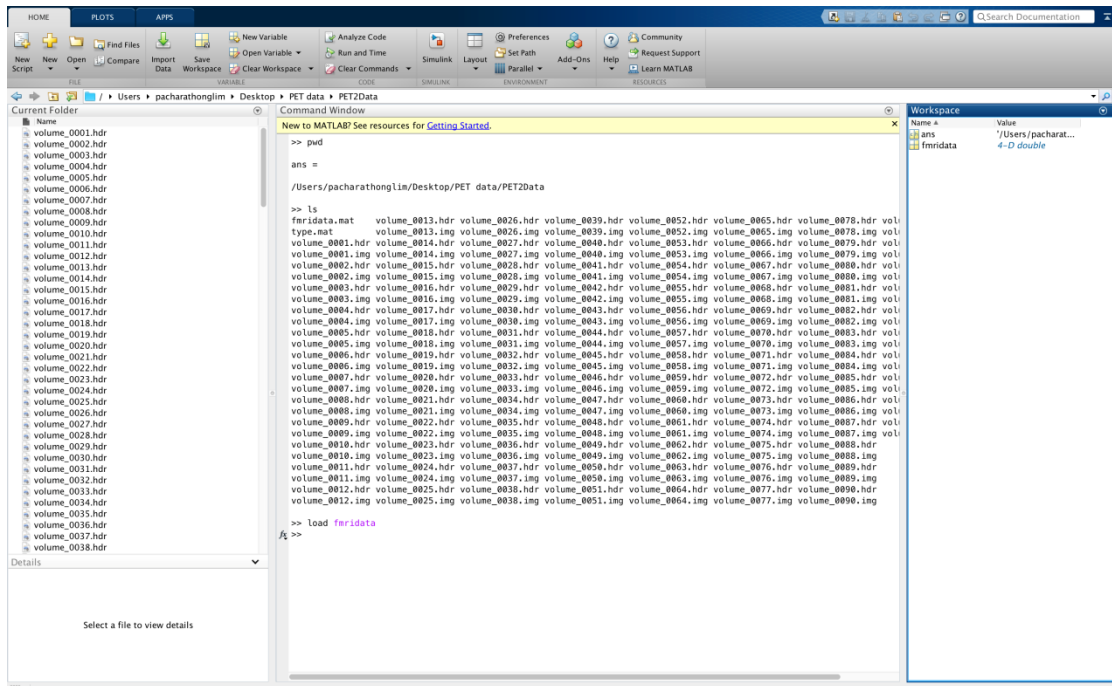 HOME PLOTS APPS
Search Documentation
New Script
New
Open
Find Files
Compare
Import Data
Save Workspace
New Variable
Open Variable
Clear Workspace
Analyze Code
Run and Time
Clear Commands
Simulink
Layout
Preferences
Set Path
Parallel
Add-Ons
Help
Community
Request Support
Learn MATLAB
FILE VARIABLE CODE SIMULINK ENVIRONMENT RESOURCES
/ Users pacharathonglim Desktop PET data PET2Data
Current Folder
Name
volume_0001.hdr
volume_0002.hdr
volume_0003.hdr
volume_0004.hdr
volume_0005.hdr
volume_0006.hdr
volume_0007.hdr
volume_0008.hdr
volume_0009.hdr
volume_0010.hdr
volume_0011.hdr
volume_0012.hdr
volume_0013.hdr
volume_0014.hdr
volume_0015.hdr
volume_0016.hdr
volume_0017.hdr
volume_0018.hdr
volume_0019.hdr
volume_0020.hdr
volume_0021.hdr
volume_0022.hdr
volume_0023.hdr
volume_0024.hdr
volume_0025.hdr
volume_0026.hdr
volume_0027.hdr
volume_0028.hdr
volume_0029.hdr
volume_0030.hdr
volume_0031.hdr
volume_0032.hdr
volume_0033.hdr
volume_0034.hdr
volume_0035.hdr
volume_0036.hdr
volume_0037.hdr
volume_0038.hdr
Details
Select a file to view details
Command Window
New to MATLAB? See resources for Getting Started.
>> pwd
ans =
/Users/pacharathonglim/Desktop/PET data/PET2Data
>> ls
fmridata.mat volume_0013.hdr volume_0026.hdr volume_0039.hdr volume_0052.hdr volume_0065.hdr volume_0078.hdr vol
type.mat volume_0013.img volume_0026.img volume_0039.img volume_0052.img volume_0065.img volume_0078.img vol
volume_0001.hdr volume_0014.hdr volume_0027.hdr volume_0040.hdr volume_0053.hdr volume_0066.hdr volume_0079.hdr vol
volume_0001.img volume_0014.img volume_0027.img volume_0040.img volume_0053.img volume_0066.img volume_0079.img vol
volume_0002.hdr volume_0015.hdr volume_0028.hdr volume_0041.hdr volume_0054.hdr volume_0067.hdr volume_0080.hdr vol
volume_0002.img volume_0015.img volume_0028.img volume_0041.img volume_0054.img volume_0067.img volume_0080.img vol
volume_0003.hdr volume_0016.hdr volume_0029.hdr volume_0042.hdr volume_0055.hdr volume_0068.hdr volume_0081.hdr vol
volume_0003.img volume_0016.img volume_0029.img volume_0042.img volume_0055.img volume_0068.img volume_0081.img vol
volume_0004.hdr volume_0017.hdr volume_0030.hdr volume_0043.hdr volume_0056.hdr volume_0069.hdr volume_0082.hdr vol
volume_0004.img volume_0017.img volume_0030.img volume_0043.img volume_0056.img volume_0069.img volume_0082.img vol
volume_0005.hdr volume_0018.hdr volume_0031.hdr volume_0044.hdr volume_0057.hdr volume_0070.hdr volume_0083.hdr vol
volume_0005.img volume_0018.img volume_0031.img volume_0044.img volume_0057.img volume_0070.img volume_0083.img vol
volume_0006.hdr volume_0019.hdr volume_0032.hdr volume_0045.hdr volume_0058.hdr volume_0071.hdr volume_0084.hdr vol
volume_0006.img volume_0019.img volume_0032.img volume_0045.img volume_0058.img volume_0071.img volume_0084.img vol
volume_0007.hdr volume_0020.hdr volume_0033.hdr volume_0046.hdr volume_0059.hdr volume_0072.hdr volume_0085.hdr vol
volume_0007.img volume_0020.img volume_0033.img volume_0046.img volume_0059.img volume_0072.img volume_0085.img vol
volume_0008.hdr volume_0021.hdr volume_0034.hdr volume_0047.hdr volume_0060.hdr volume_0073.hdr volume_0086.hdr vol
volume_0008.img volume_0021.img volume_0034.img volume_0047.img volume_0060.img volume_0073.img volume_0086.img vol
volume_0009.hdr volume_0022.hdr volume_0035.hdr volume_0048.hdr volume_0061.hdr volume_0074.hdr volume_0087.hdr vol
volume_0009.img volume_0022.img volume_0035.img volume_0048.img volume_0061.img volume_0074.img volume_0087.img vol
volume_0010.hdr volume_0023.hdr volume_0036.hdr volume_0049.hdr volume_0062.hdr volume_0075.hdr volume_0088.hdr
volume_0010.img volume_0023.img volume_0036.img volume_0049.img volume_0062.img volume_0075.img volume_0088.img
volume_0011.hdr volume_0024.hdr volume_0037.hdr volume_0050.hdr volume_0063.hdr volume_0076.hdr volume_0089.hdr
volume_0011.img volume_0024.img volume_0037.img volume_0050.img volume_0063.img volume_0076.img volume_0089.img
volume_0012.hdr volume_0025.hdr volume_0038.hdr volume_0051.hdr volume_0064.hdr volume_0077.hdr volume_0090.hdr
volume_0012.img volume_0025.img volume_0038.img volume_0051.img volume_0064.img volume_0077.img volume_0090.img
>> load fmridata
fx >>
Workspace
Name Value
ans '/Users/pacharat...
fmridata 4-D double